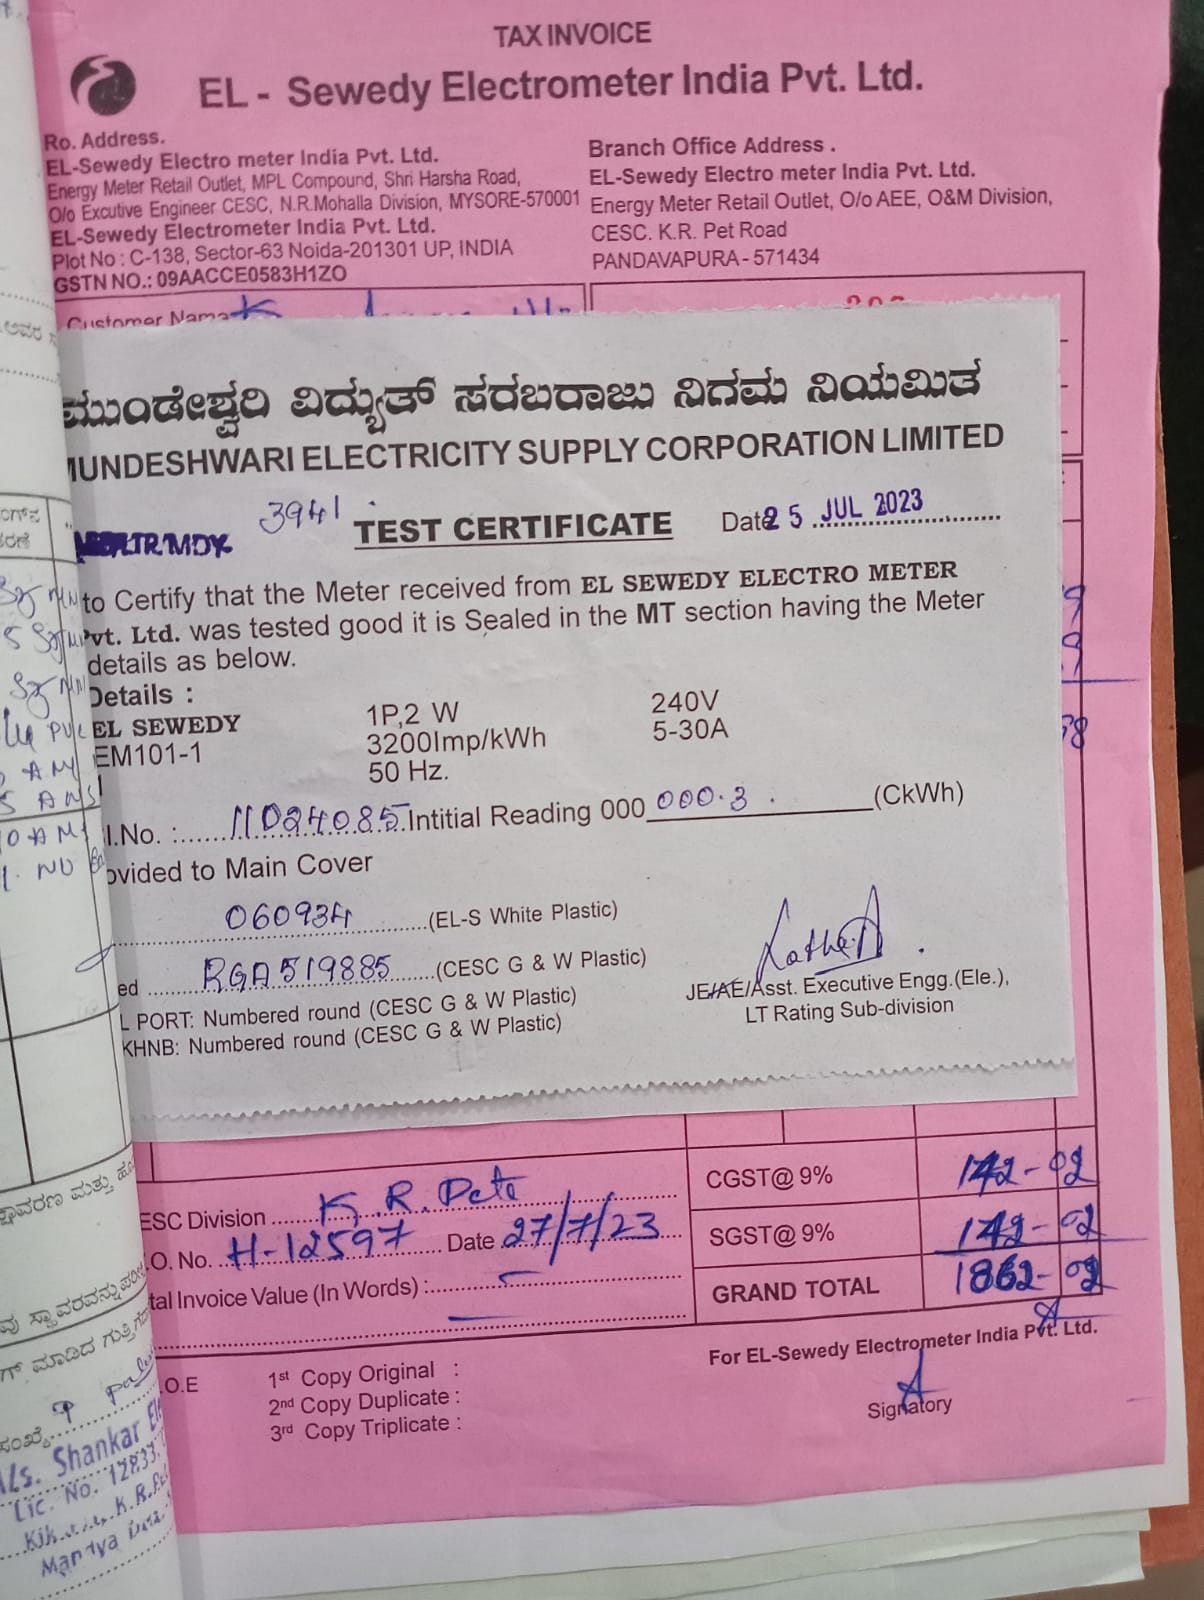 TAX INVOICE
EL - Sewedy Electrometer India Pvt. Ltd.
Ro. Address.
EL-Sewedy Electro meter India Pvt. Ltd.
Energy Meter Retail Outlet, MPL Compound, Shri Harsha Road,
O/o Excutive Engineer CESC, N.R.Mohalla Division, MYSORE-570001
EL-Sewedy Electrometer India Pvt. Ltd.
Plot No : C-138, Sector-63 Noida-201301 UP, INDIA
GSTN NO.: 09AACCE0583H1ZO
Branch Office Address .
EL-Sewedy Electro meter India Pvt. Ltd.
Energy Meter Retail Outlet, O/o AEE, O&M Division,
CESC. K.R. Pet Road
PANDAVAPURA - 571434
Customer Name K
ಮುಂಡೇಶ್ವರಿ ವಿದ್ಯುತ್ ಸರಬರಾಜು ನಿಗಮ ನಿಯಮಿತ
MUNDESHWARI ELECTRICITY SUPPLY CORPORATION LIMITED
3941
LTR/MDY.
TEST CERTIFICATE
Date 25 JUL 2023
to Certify that the Meter received from EL SEWEDY ELECTRO METER
Pvt. Ltd. was tested good it is Sealed in the MT section having the Meter
details as below.
Details :
EL SEWEDY 1P,2 W 240V
EM101-1 3200Imp/kWh 5-30A
50 Hz.
l.No. : 11024085 Intitial Reading 000 000.3 . (CkWh)
ovided to Main Cover
060934 (EL-S White Plastic)
ed RGA519885 (CESC G & W Plastic)
L PORT: Numbered round (CESC G & W Plastic)
KHNB: Numbered round (CESC G & W Plastic)
Latha.A
JE/AE/Asst. Executive Engg.(Ele.),
LT Rating Sub-division
ESC Division K.R. Pete
.O. No. H-12597 Date 27/7/23
tal Invoice Value (In Words) :
CGST@ 9% 142-02
SGST@ 9% 142-02
GRAND TOTAL 1862-02
For EL-Sewedy Electrometer India Pvt. Ltd.
Signatory
.O.E
1st Copy Original :
2nd Copy Duplicate :
3rd Copy Triplicate :
Shankar
Lic. No. 12833
K.R.
Mandya